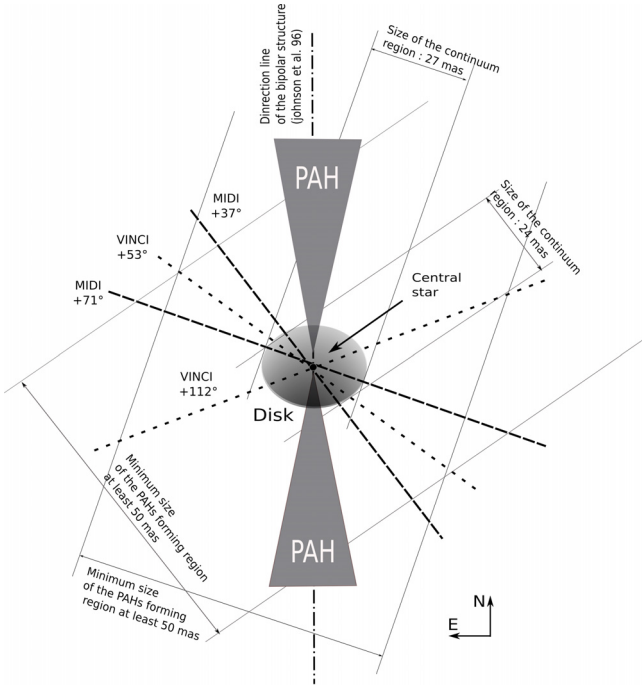 Dinrection line
of the bipolar structure
(johnson et al. 96)
Size of the continuum
region : 27 mas
PAH
MIDI
+37°
VINCI
+53°
MIDI
+71°
Size of the continuum
region : 24 mas
Central
star
VINCI
+112°
Disk
Minimum size
of the PAHs forming region
at least 50 mas
PAH
Minimum size
of the PAHs forming
region at least 50 mas
N
E